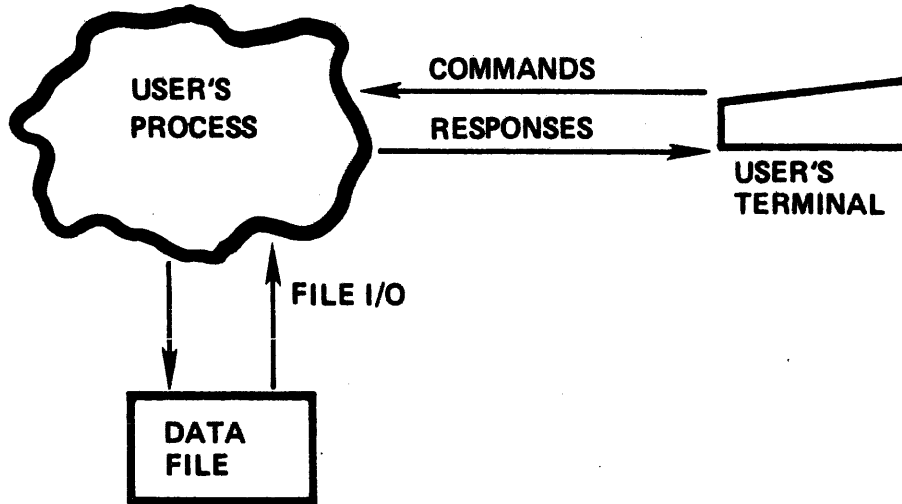 USER'S
PROCESS
COMMANDS
RESPONSES
USER'S
TERMINAL
FILE I/O
DATA
FILE